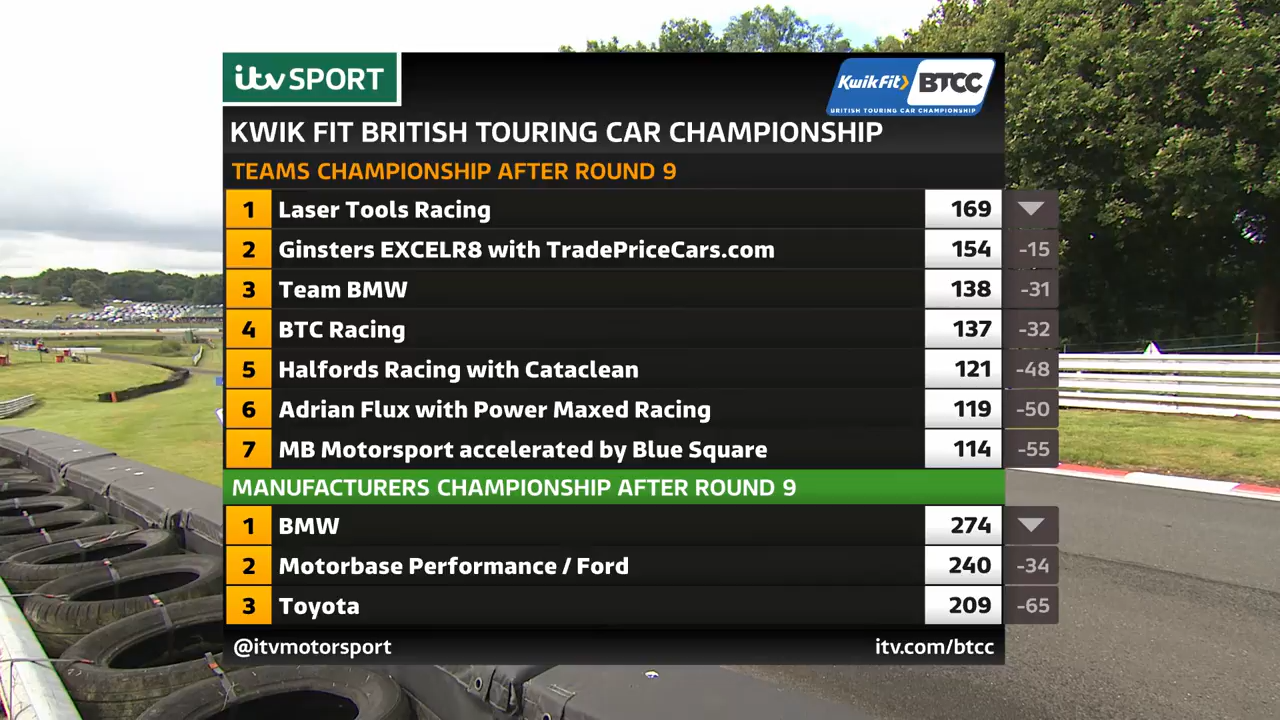 itv SPORT
KwikFit BTCC
BRITISH TOURING CAR CHAMPIONSHIP
KWIK FIT BRITISH TOURING CAR CHAMPIONSHIP
TEAMS CHAMPIONSHIP AFTER ROUND 9
1 Laser Tools Racing 169
2 Ginsters EXCELR8 with TradePriceCars.com 154 -15
3 Team BMW 138 -31
4 BTC Racing 137 -32
5 Halfords Racing with Cataclean 121 -48
6 Adrian Flux with Power Maxed Racing 119 -50
7 MB Motorsport accelerated by Blue Square 114 -55
MANUFACTURERS CHAMPIONSHIP AFTER ROUND 9
1 BMW 274
2 Motorbase Performance / Ford 240 -34
3 Toyota 209 -65
@itvmotorsport itv.com/btcc